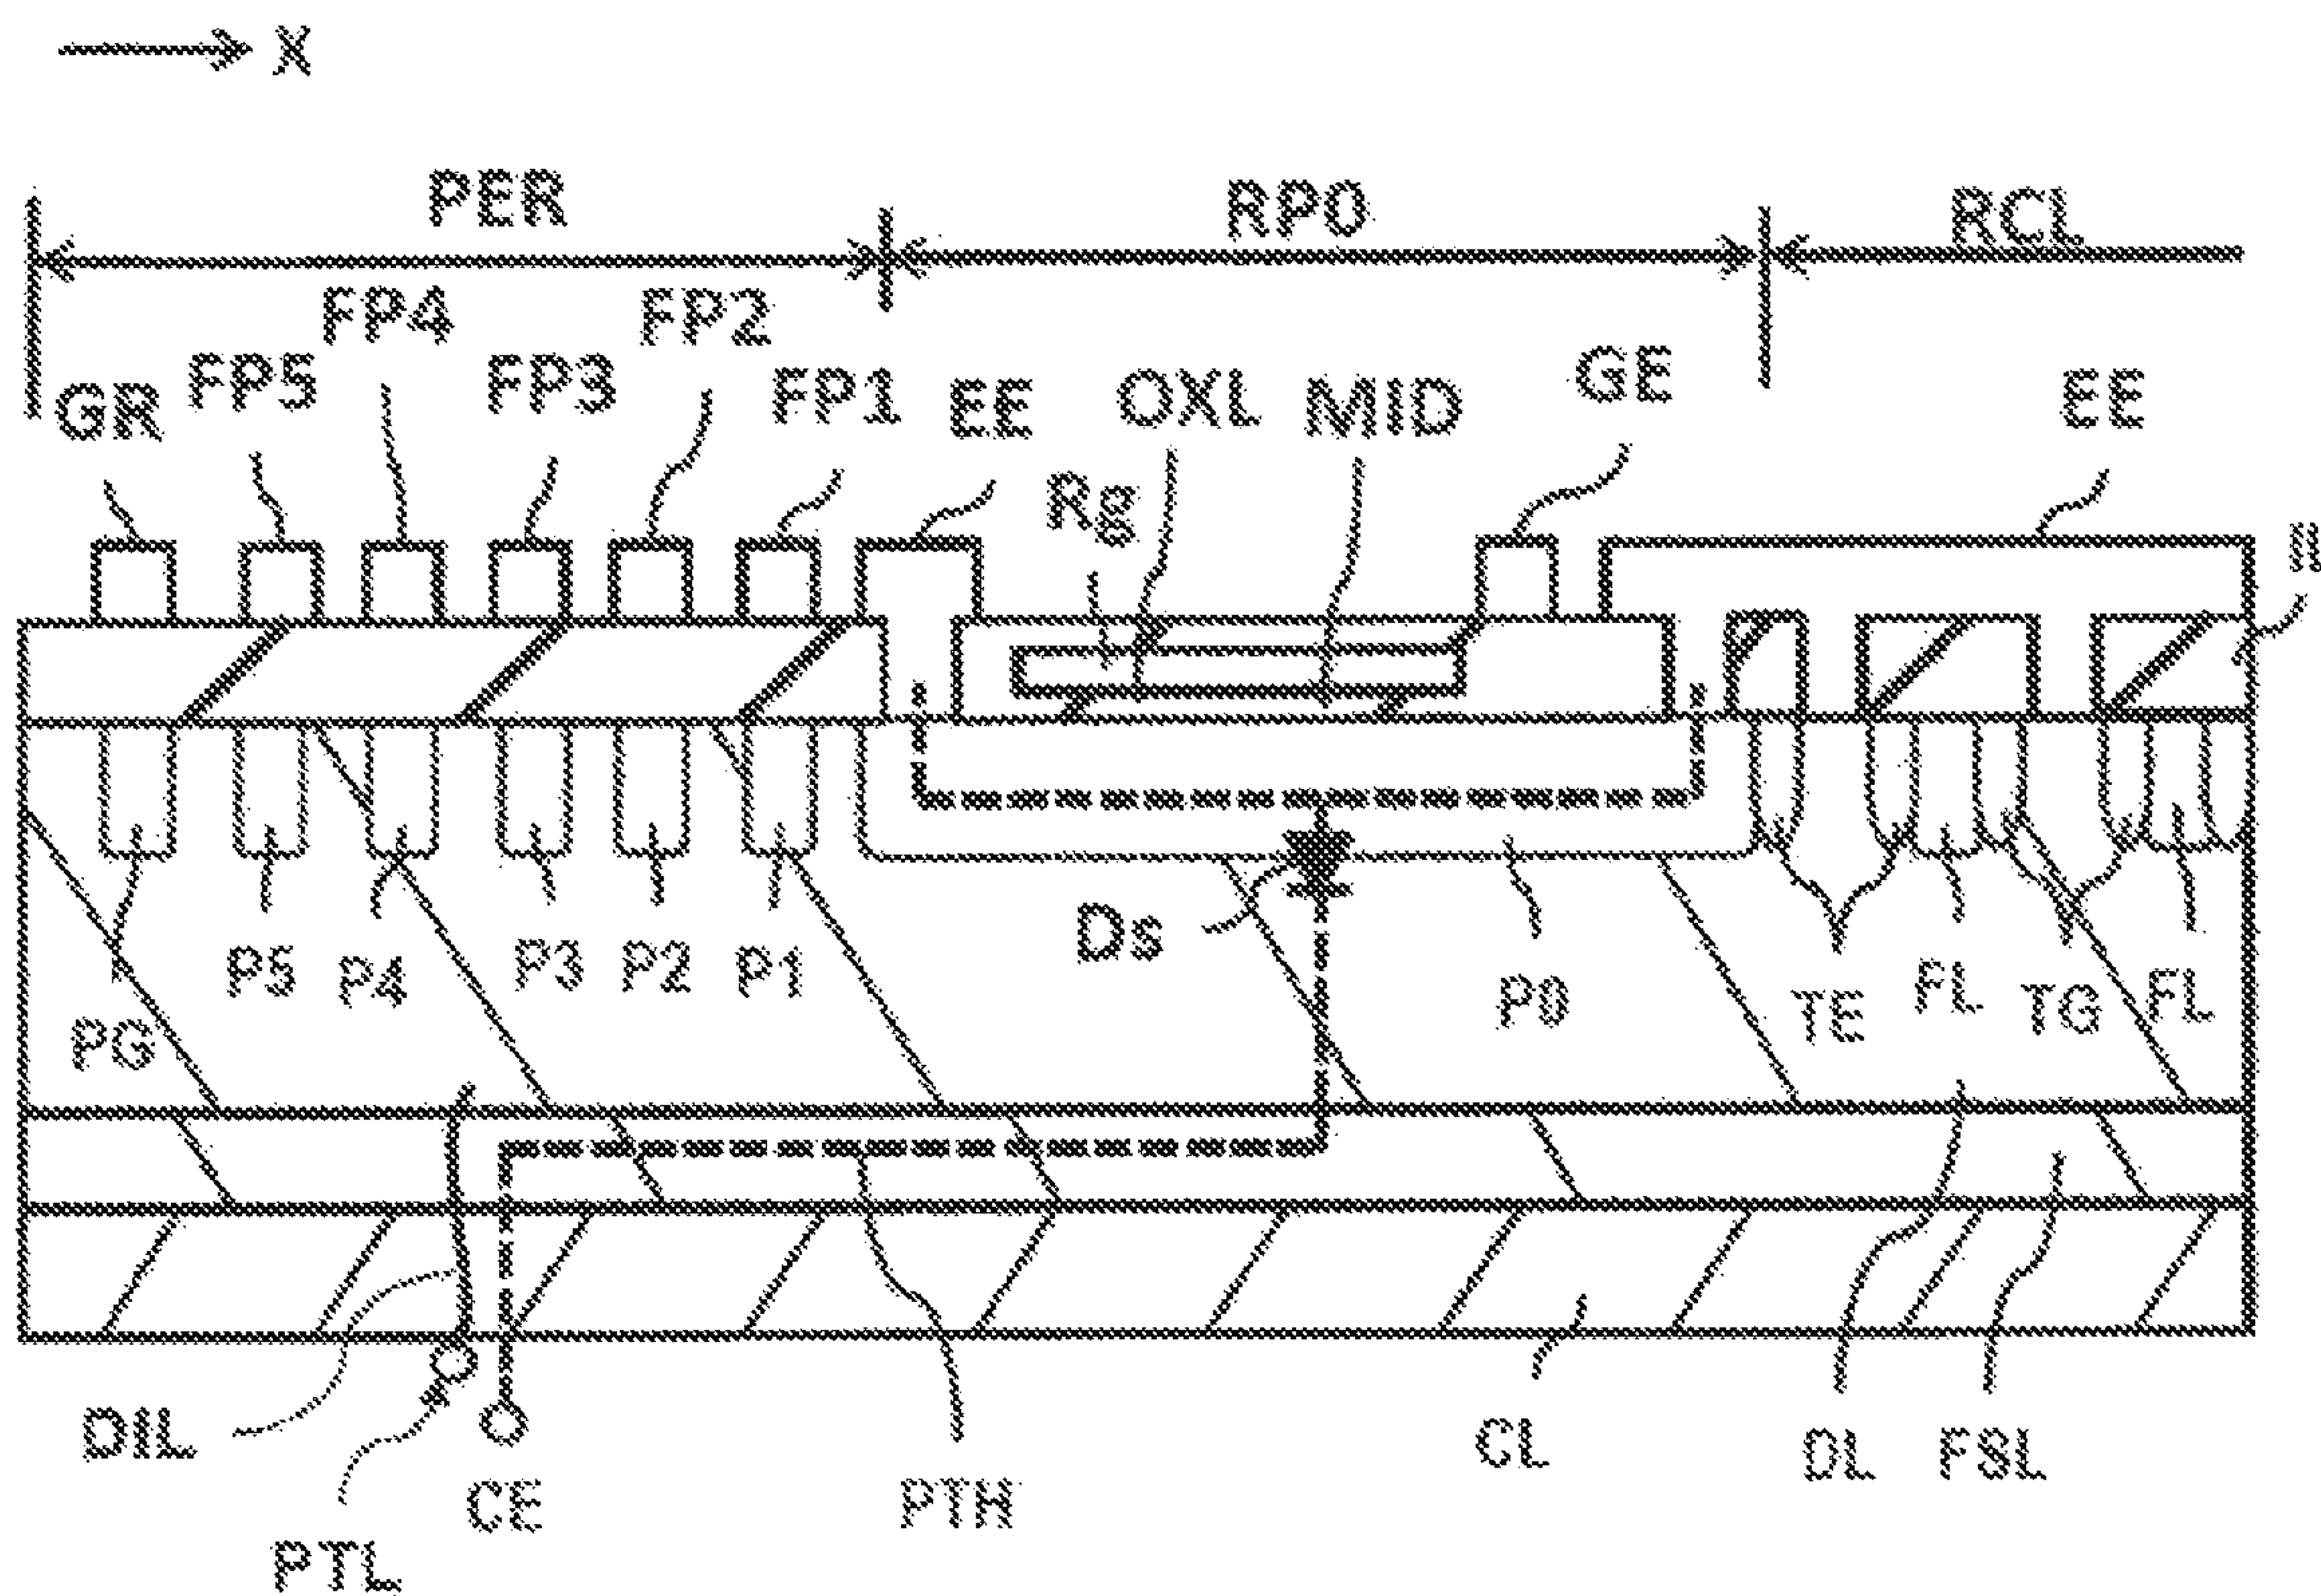 X
PER RP0 RCL
FP4 FP2
GR FP5 FP3 FP1 EE OXL MID GE EE
Rg
II
Ds
P5 P4 P3 P2 P1 P0 TE FL TG FL
PG
DIL CE PTH CL DL FSL
PTL